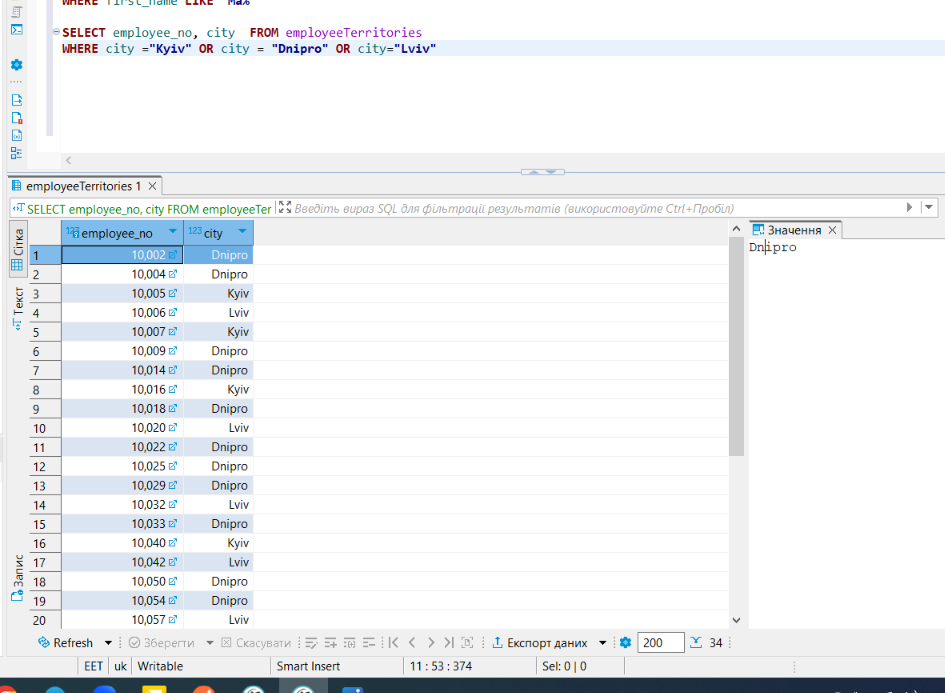 WHERE first_name LIKE "Ma%"
SELECT employee_no, city  FROM employeeTerritories
WHERE city ="Kyiv" OR city = "Dnipro" OR city="Lviv"
employeeTerritories 1
SELECT employee_no, city FROM employeeTer
Введіть вираз SQL для фільтрації результатів (використовуйте Ctrl+Пробіл)
Сітка
Текст
Запис
123 employee_no 123 city
1 10,002 Dnipro
2 10,004 Dnipro
3 10,005 Kyiv
4 10,006 Lviv
5 10,007 Kyiv
6 10,009 Dnipro
7 10,014 Dnipro
8 10,016 Kyiv
9 10,018 Dnipro
10 10,020 Lviv
11 10,022 Dnipro
12 10,025 Dnipro
13 10,029 Dnipro
14 10,032 Lviv
15 10,033 Dnipro
16 10,040 Kyiv
17 10,042 Lviv
18 10,050 Dnipro
19 10,054 Dnipro
20 10,057 Lviv
Значення
Dnipro
Refresh Зберегти Скасувати Експорт даних 200 34
EET uk Writable Smart Insert 11 : 53 : 374 Sel: 0 | 0